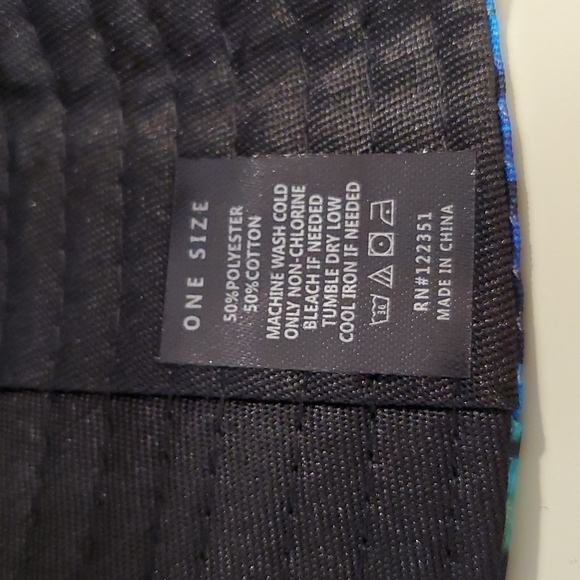 ONE SIZE
50%POLYESTER
50%COTTON
MACHINE WASH COLD
ONLY NON-CHLORINE
BLEACH IF NEEDED
TUMBLE DRY LOW
COOL IRON IF NEEDED
30
RN#122351
MADE IN CHINA